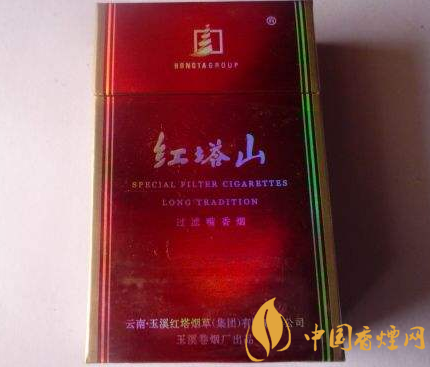 ®
HONGTAGROUP
红塔山
SPECIAL FILTER CIGARETTES
LONG TRADITION
过滤嘴香烟
云南·玉溪红塔烟草(集团)有 公司
玉溪卷烟厂出品
中国香烟网